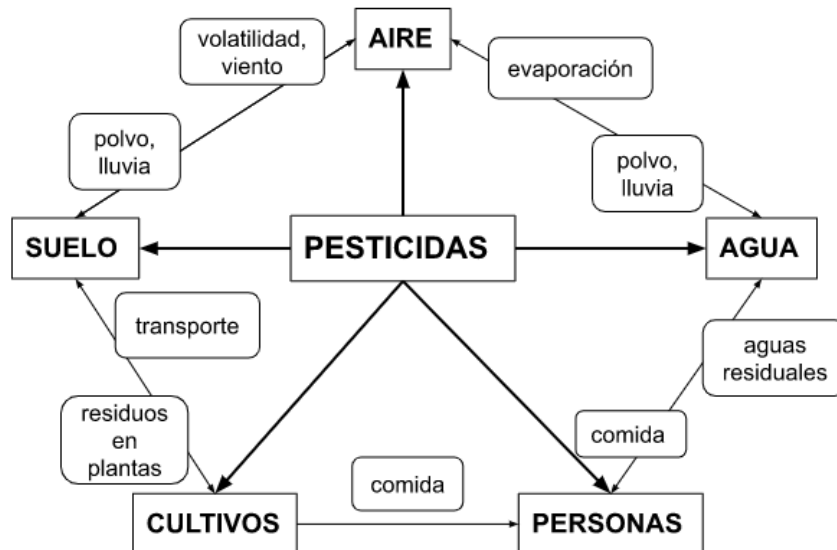 volatilidad,
viento
AIRE
evaporación
polvo,
lluvia
polvo,
lluvia
SUELO
PESTICIDAS
AGUA
transporte
aguas
residuales
residuos
en
plantas
comida
comida
CULTIVOS
PERSONAS